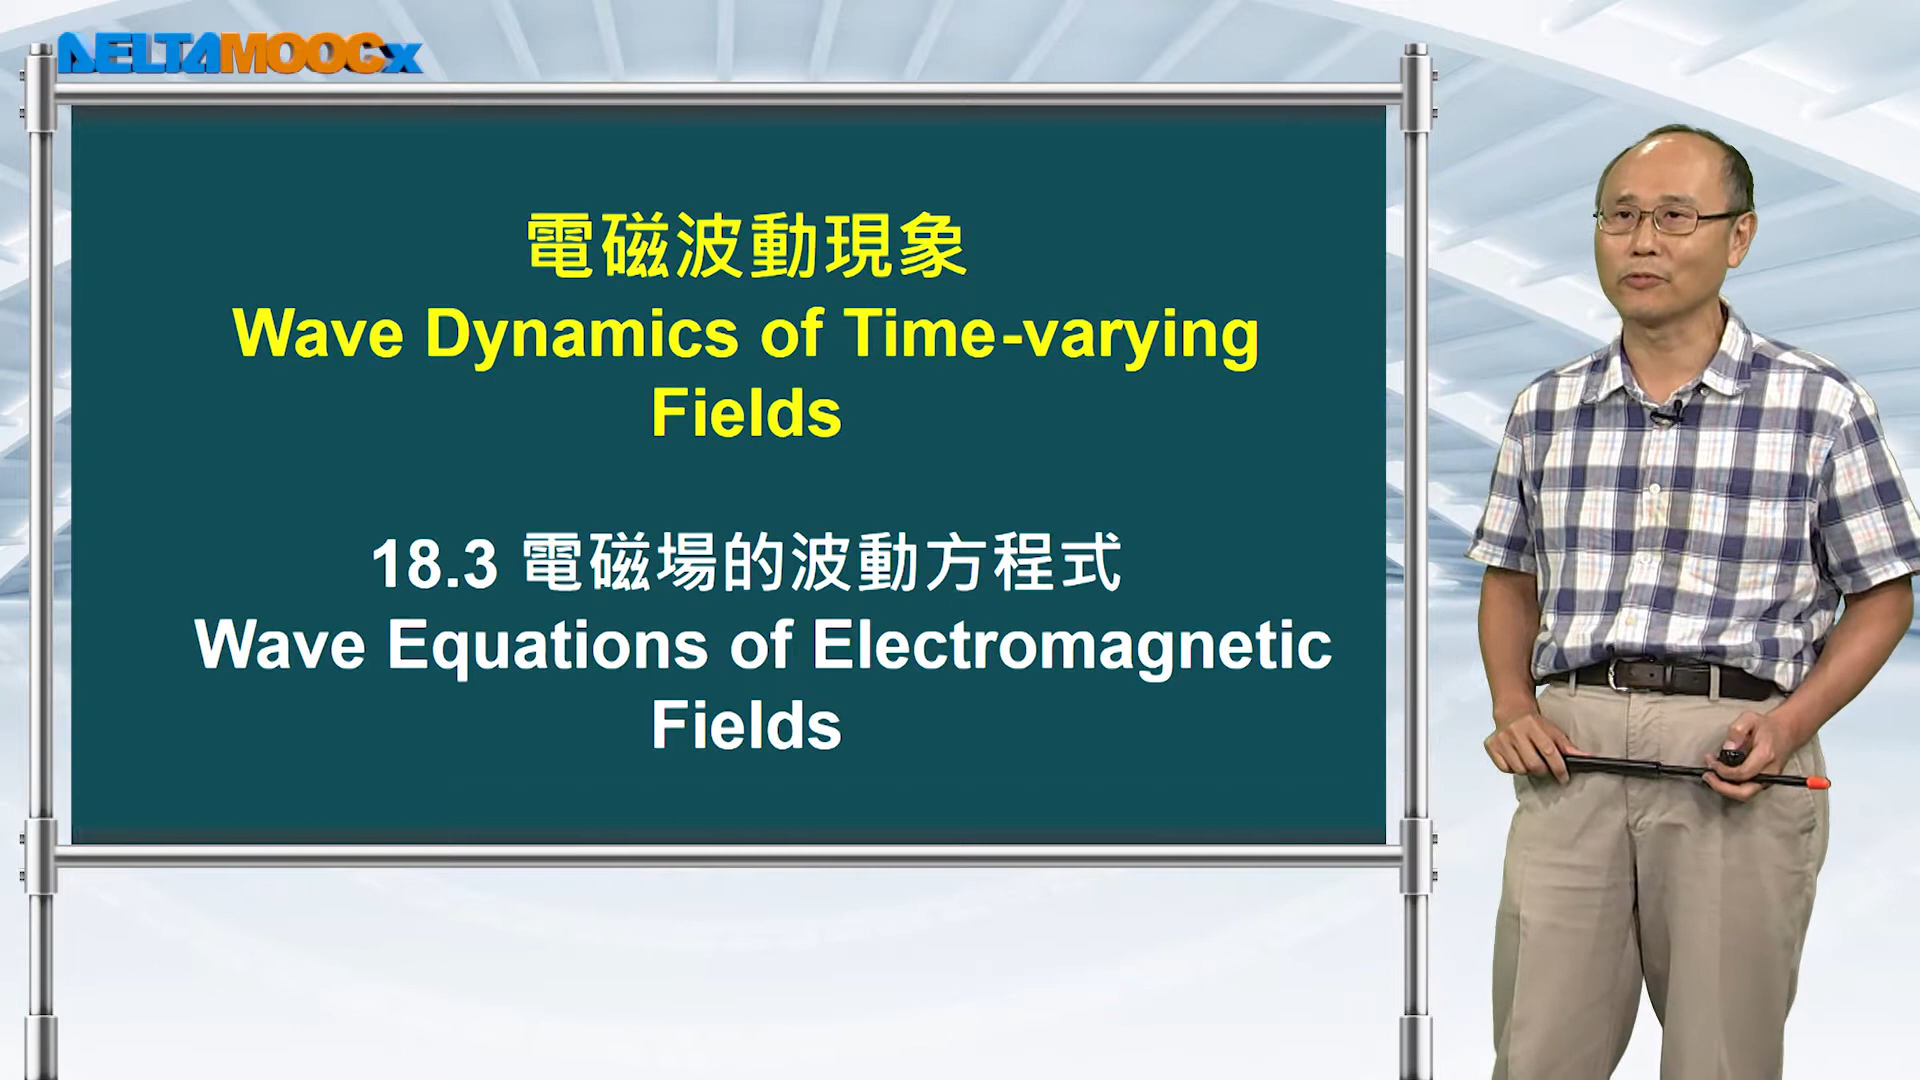 DELTAMOOCx
電磁波動現象
Wave Dynamics of Time-varying
Fields
18.3 電磁場的波動方程式
Wave Equations of Electromagnetic
Fields